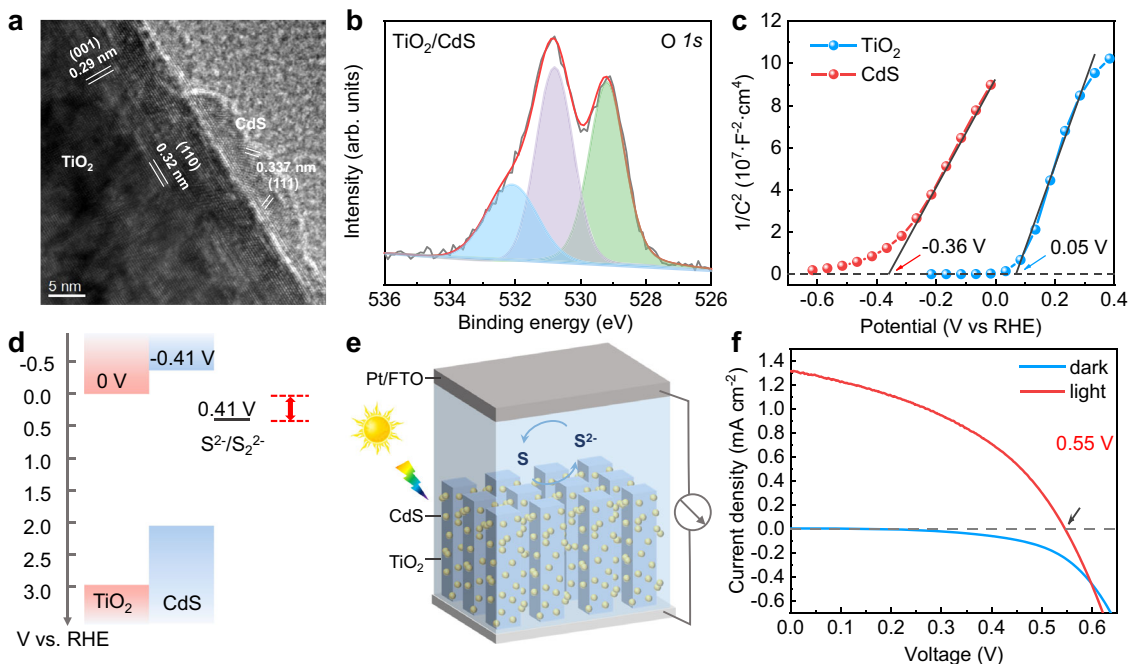 a
(001)
0.29 nm
TiO2
(110)
0.32 nm
CdS
0.337 nm
(111)
5 nm
b
TiO2/CdS
O 1s
Intensity (arb. units)
536 534 532 530 528 526
Binding energy (eV)
c
TiO2
CdS
1/C² (10⁷·F⁻²·cm⁴)
10
8
6
4
2
0
-0.36 V
0.05 V
-0.6 -0.4 -0.2 0.0 0.2 0.4
Potential (V vs RHE)
d
-0.5
0.0
0.5
1.0
1.5
2.0
2.5
3.0
0 V
-0.41 V
0.41 V
S²⁻/S₂²⁻
TiO2
CdS
V vs. RHE
e
Pt/FTO
S
S²⁻
CdS
TiO2
f
dark
light
0.55 V
Current density (mA cm⁻²)
1.4
1.2
1.0
0.8
0.6
0.4
0.2
0.0
-0.2
-0.4
-0.6
0.0 0.1 0.2 0.3 0.4 0.5 0.6
Voltage (V)